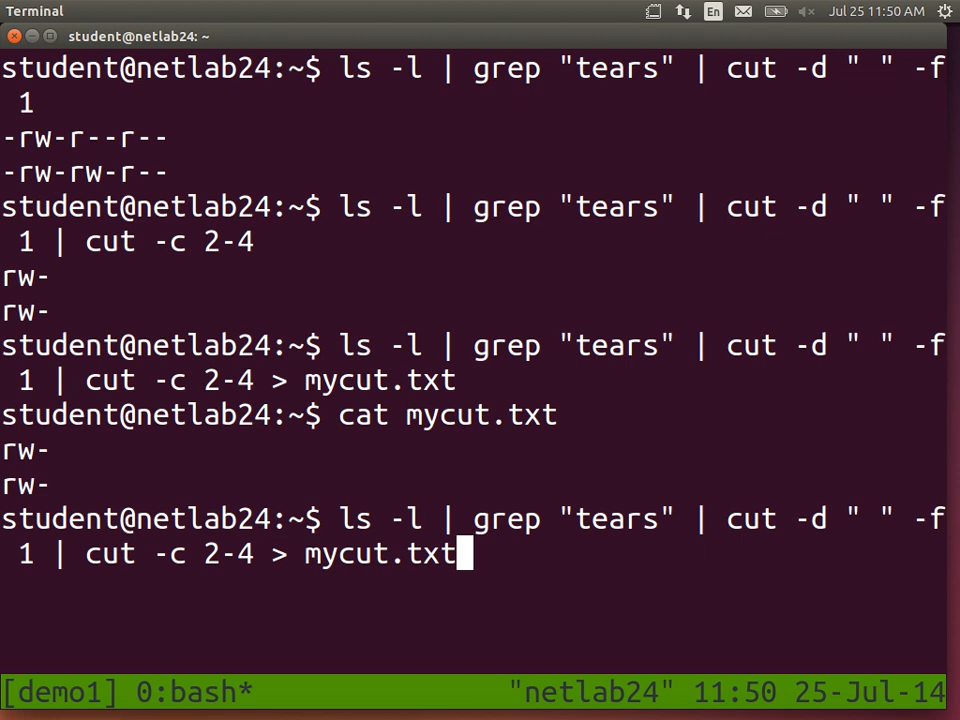 Terminal
En
Jul 25 11:50 AM
student@netlab24: ~
student@netlab24:~$ ls -l | grep "tears" | cut -d " " -f
 1
-rw-r--r--
-rw-rw-r--
student@netlab24:~$ ls -l | grep "tears" | cut -d " " -f
 1 | cut -c 2-4
rw-
rw-
student@netlab24:~$ ls -l | grep "tears" | cut -d " " -f
 1 | cut -c 2-4 > mycut.txt
student@netlab24:~$ cat mycut.txt
rw-
rw-
student@netlab24:~$ ls -l | grep "tears" | cut -d " " -f
 1 | cut -c 2-4 > mycut.txt
[demo1] 0:bash* "netlab24" 11:50 25-Jul-14